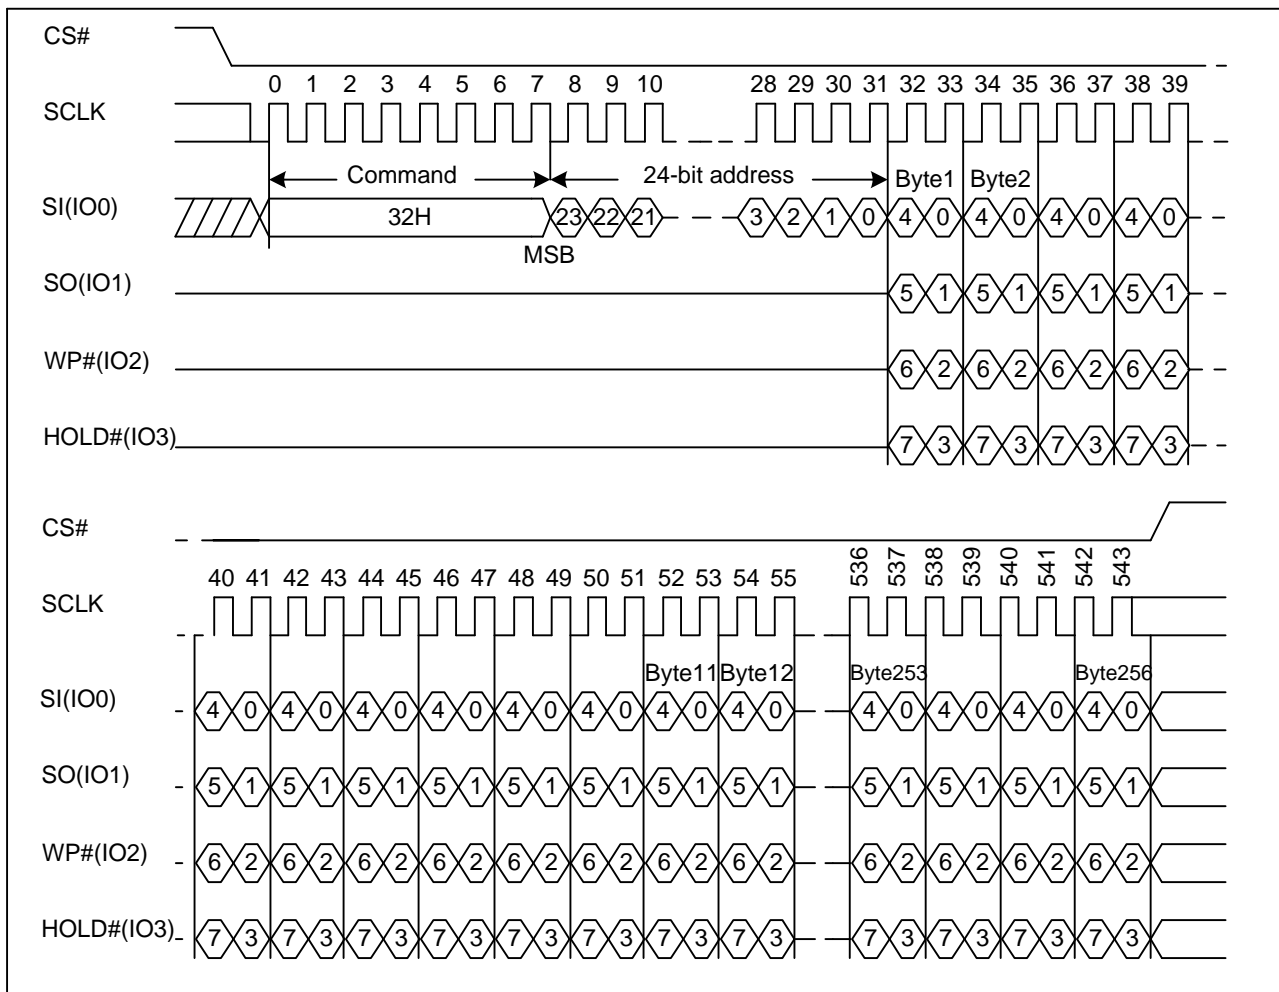 CS#
0 1 2 3 4 5 6 7 8 9 10 28 29 30 31 32 33 34 35 36 37 38 39
SCLK
Command 24-bit address Byte1 Byte2
SI(IO0) 32H 23 22 21 3 2 1 0 4 0 4 0 4 0 4 0
MSB
SO(IO1) 5 1 5 1 5 1 5 1
WP#(IO2) 6 2 6 2 6 2 6 2
HOLD#(IO3) 7 3 7 3 7 3 7 3
CS#
40 41 42 43 44 45 46 47 48 49 50 51 52 53 54 55 536 537 538 539 540 541 542 543
SCLK
Byte11 Byte12 Byte253 Byte256
SI(IO0) 4 0 4 0 4 0 4 0 4 0 4 0 4 0 4 0 4 0 4 0 4 0 4 0
SO(IO1) 5 1 5 1 5 1 5 1 5 1 5 1 5 1 5 1 5 1 5 1 5 1 5 1
WP#(IO2) 6 2 6 2 6 2 6 2 6 2 6 2 6 2 6 2 6 2 6 2 6 2 6 2
HOLD#(IO3) 7 3 7 3 7 3 7 3 7 3 7 3 7 3 7 3 7 3 7 3 7 3 7 3